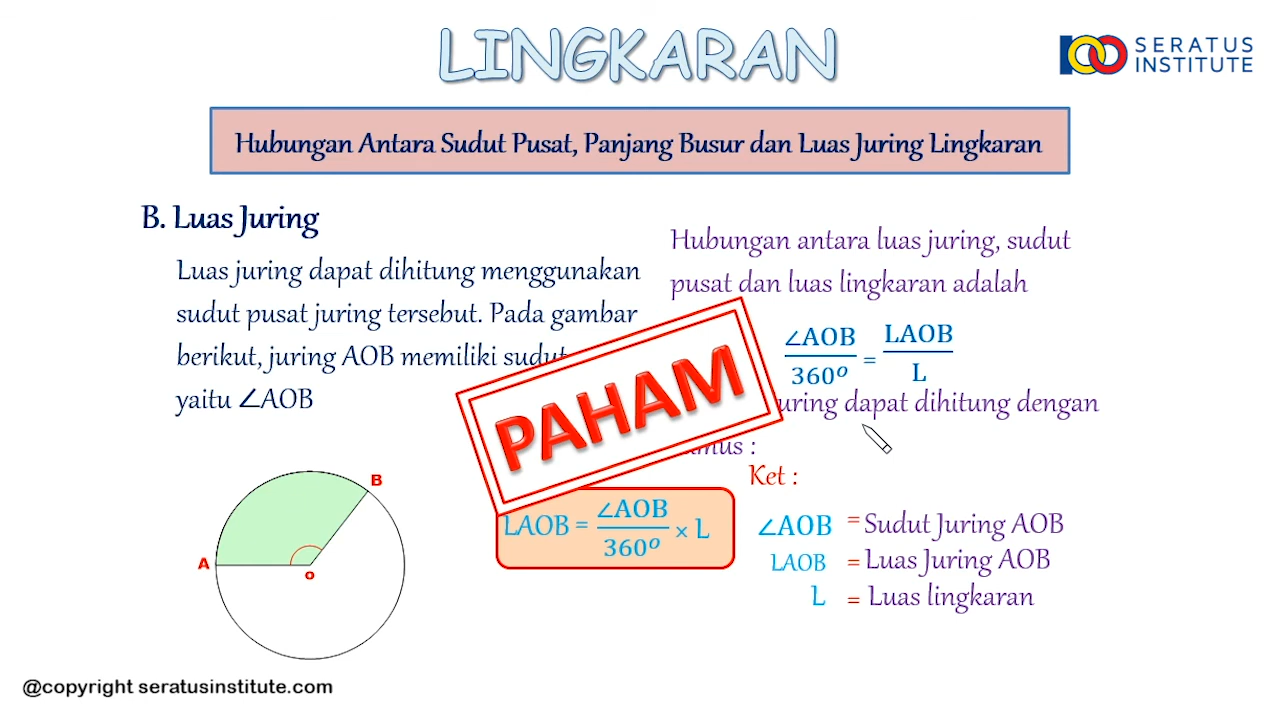 LINGKARAN
SERATUS
INSTITUTE
Hubungan Antara Sudut Pusat, Panjang Busur dan Luas Juring Lingkaran
B. Luas Juring
Luas juring dapat dihitung menggunakan
sudut pusat juring tersebut. Pada gambar
berikut, juring AOB memiliki sudut
yaitu ∠AOB
B
A
O
Hubungan antara luas juring, sudut
pusat dan luas lingkaran adalah
∠AOB/360º = LAOB/L
juring dapat dihitung dengan
:
PAHAM
LAOB = ∠AOB/360º × L
Ket :
∠AOB = Sudut Juring AOB
LAOB = Luas Juring AOB
L = Luas lingkaran
@copyright seratusinstitute.com